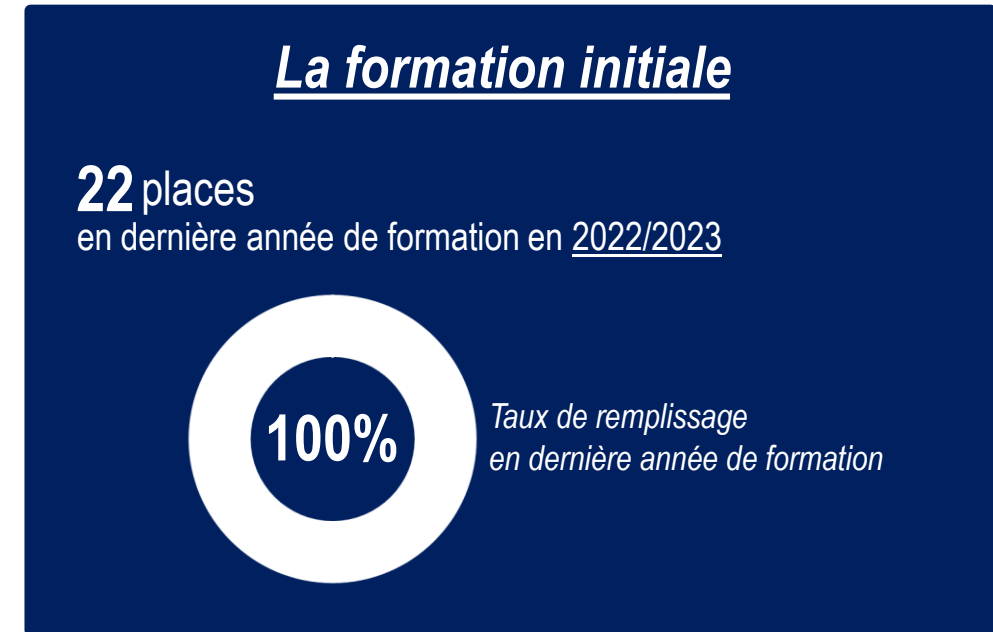 La formation initiale
22 places
en dernière année de formation en 2022/2023
100%
Taux de remplissage
en dernière année de formation